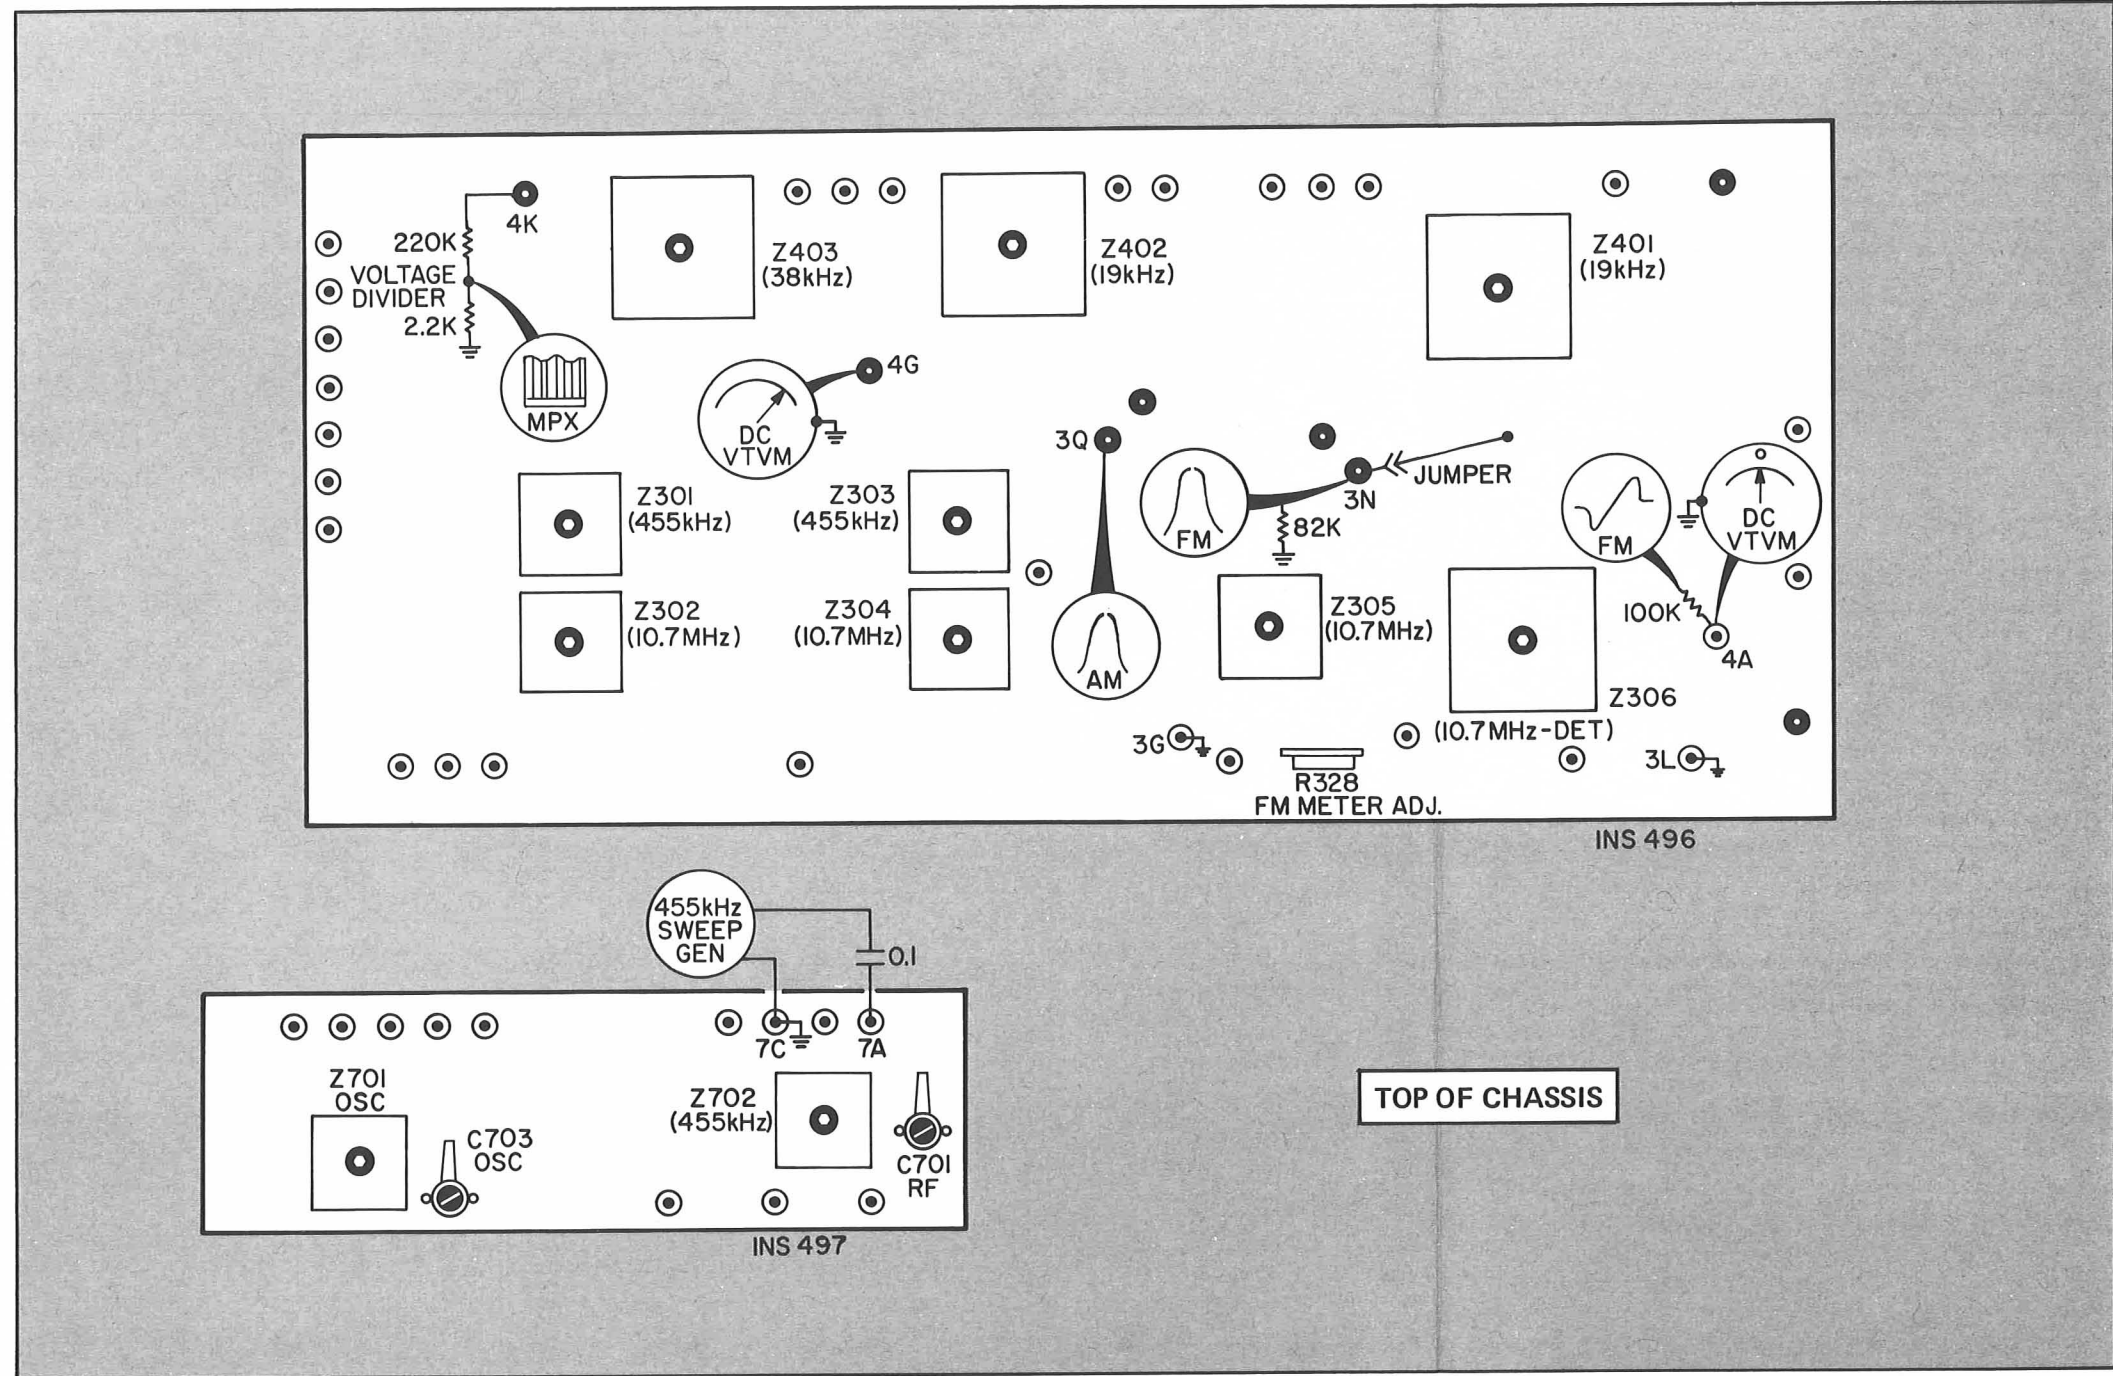 4K
220K
VOLTAGE
DIVIDER
2.2K
MPX
Z403
(38kHz)
Z402
(19kHz)
Z401
(19kHz)
4G
DC
VTVM
3Q
Z301
(455kHz)
Z303
(455kHz)
FM
3N
JUMPER
82K
FM
DC
VTVM
Z302
(10.7MHz)
Z304
(10.7MHz)
AM
Z305
(10.7MHz)
100K
4A
Z306
(10.7MHz-DET)
3G
R328
FM METER ADJ.
3L
INS 496
455kHz
SWEEP
GEN
0.1
7C
7A
Z701
OSC
C703
OSC
Z702
(455kHz)
C701
RF
INS 497
TOP OF CHASSIS